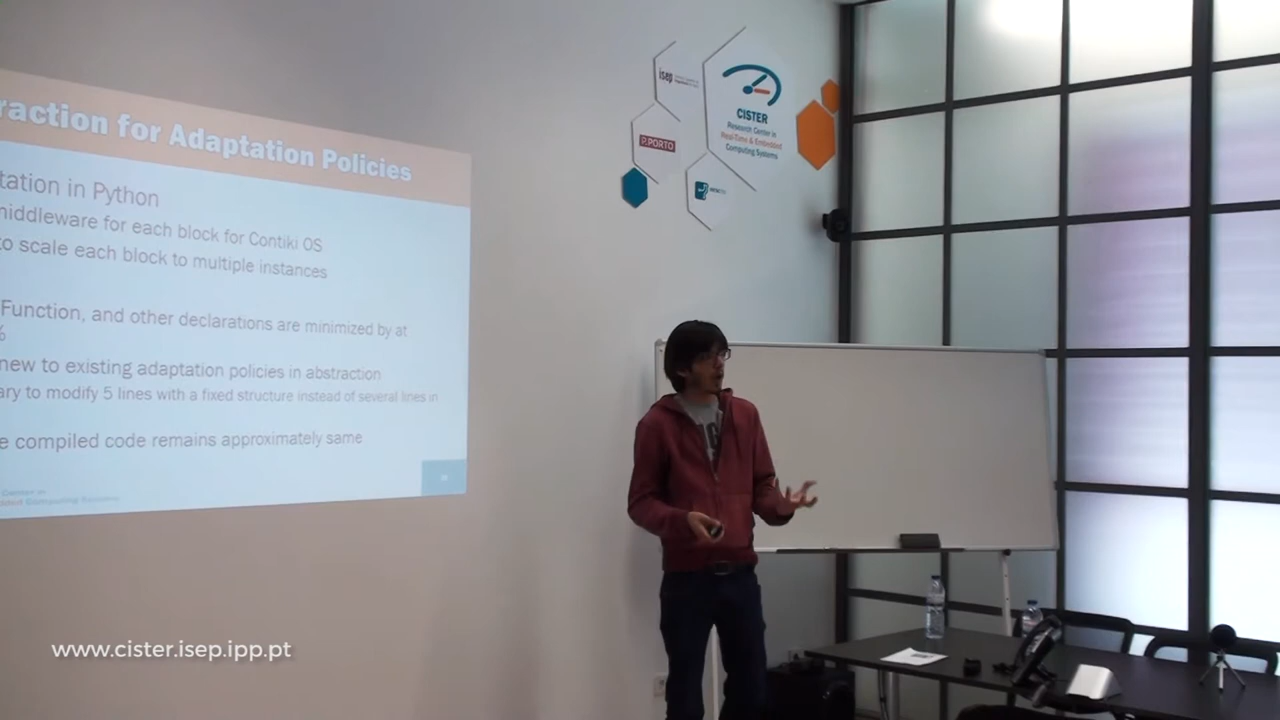 raction for Adaptation Policies
tation in Python
middleware for each block for Contiki OS
to scale each block to multiple instances
Function, and other declarations are minimized by at
%
new to existing adaptation policies in abstraction
ary to modify 5 lines with a fixed structure instead of several lines in
e compiled code remains approximately same
Computing Systems
isep
P.PORTO
CISTER
Research Center in
Real-Time & Embedded
Computing Systems
www.cister.isep.ipp.pt